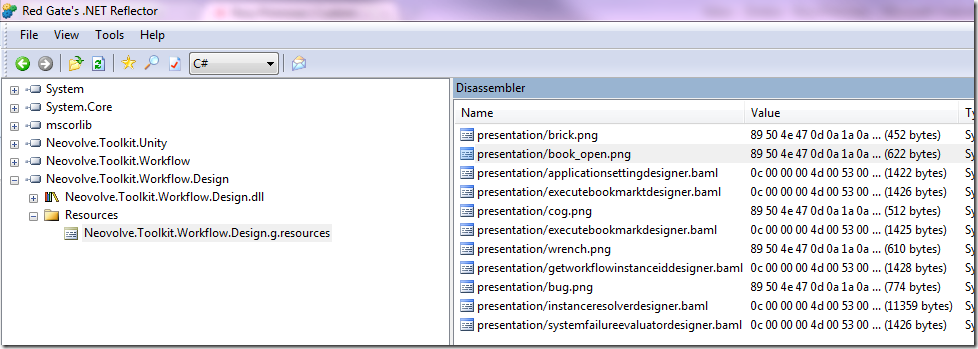 Red Gate's .NET Reflector
File View Tools Help
C#
System
System.Core
mscorlib
Neovolve.Toolkit.Unity
Neovolve.Toolkit.Workflow
Neovolve.Toolkit.Workflow.Design
Neovolve.Toolkit.Workflow.Design.dll
Resources
Neovolve.Toolkit.Workflow.Design.g.resources
Disassembler
Name Value Ty
presentation/brick.png 89 50 4e 47 0d 0a 1a 0a ... (452 bytes) Sy
presentation/book_open.png 89 50 4e 47 0d 0a 1a 0a ... (622 bytes) Sy
presentation/applicationsettingdesigner.baml 0c 00 00 00 4d 00 53 00 ... (1422 bytes) Sy
presentation/executebookmarktdesigner.baml 0c 00 00 00 4d 00 53 00 ... (1426 bytes) Sy
presentation/cog.png 89 50 4e 47 0d 0a 1a 0a ... (512 bytes) Sy
presentation/executebookmarkdesigner.baml 0c 00 00 00 4d 00 53 00 ... (1425 bytes) Sy
presentation/wrench.png 89 50 4e 47 0d 0a 1a 0a ... (610 bytes) Sy
presentation/getworkflowinstanceiddesigner.baml 0c 00 00 00 4d 00 53 00 ... (1428 bytes) Sy
presentation/bug.png 89 50 4e 47 0d 0a 1a 0a ... (774 bytes) Sy
presentation/instanceresolverdesigner.baml 0c 00 00 00 4d 00 53 00 ... (11359 bytes) Sy
presentation/systemfailureevaluatordesigner.baml 0c 00 00 00 4d 00 53 00 ... (1426 bytes) Sy